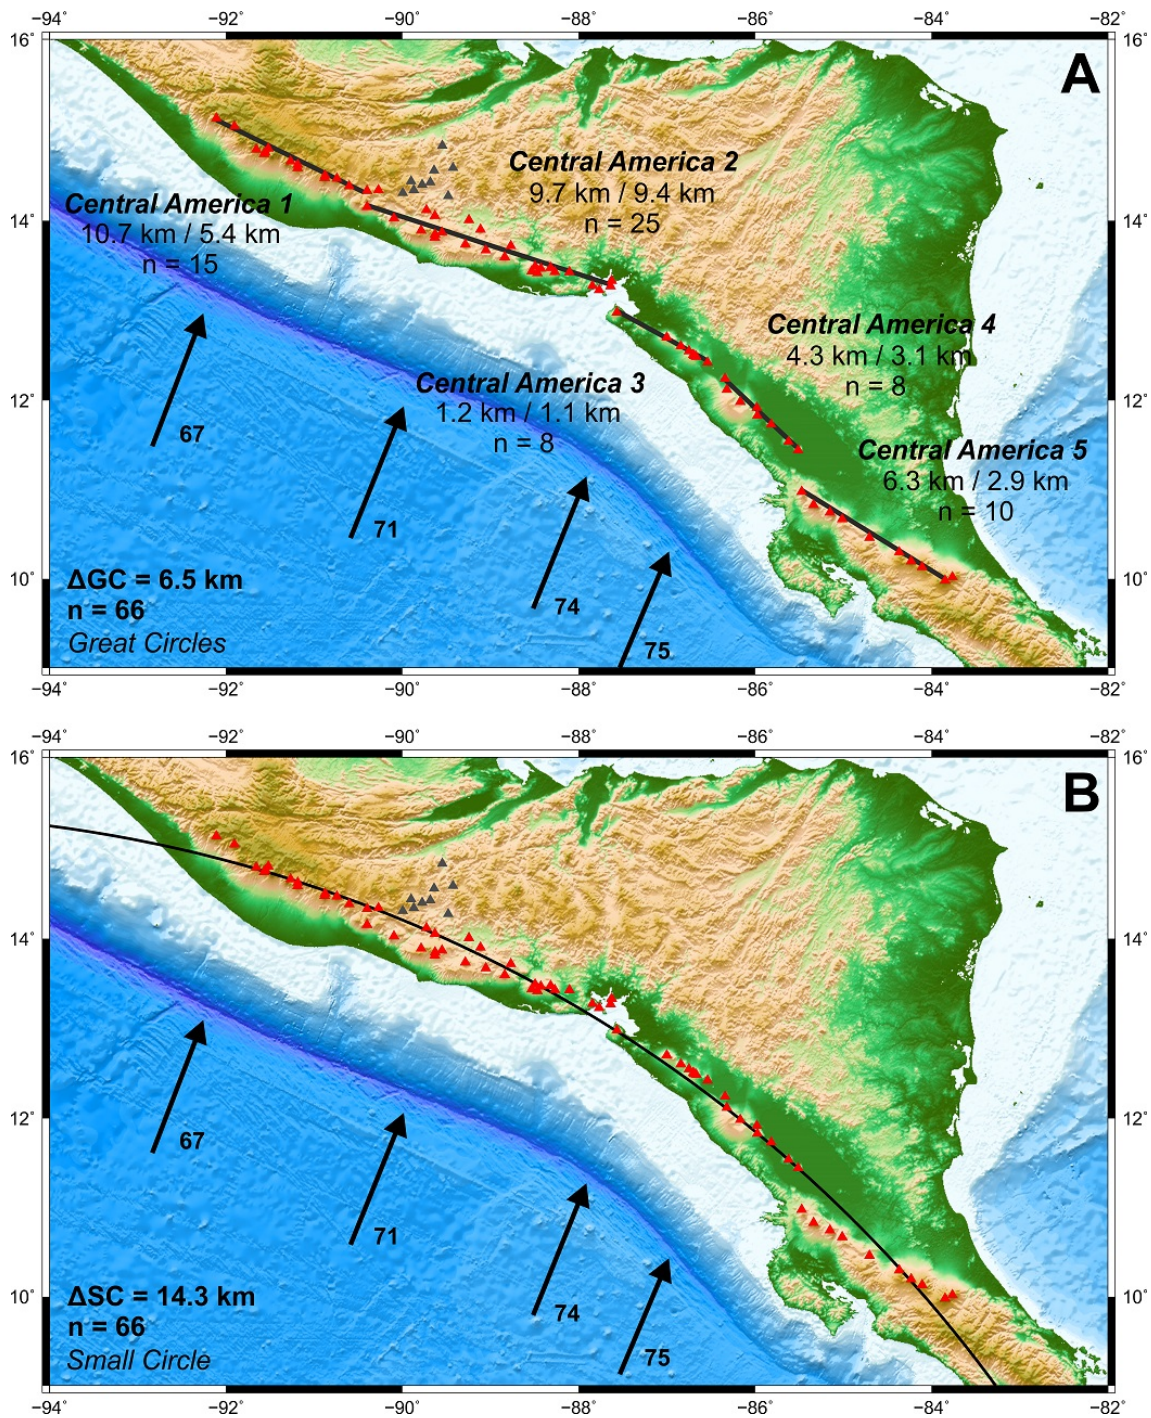 −94° −92° −90° −88° −86° −84° −82°
16° 16°
A
Central America 2
9.7 km / 9.4 km
n = 25
Central America 1
10.7 km / 5.4 km
n = 15
14° 14°
Central America 4
4.3 km / 3.1 km
n = 8
Central America 3
1.2 km / 1.1 km
n = 8
12° 12°
67
Central America 5
6.3 km / 2.9 km
n = 10
71
ΔGC = 6.5 km
n = 66
Great Circles
10° 10°
74
75
−94° −92° −90° −88° −86° −84° −82°
−94° −92° −90° −88° −86° −84° −82°
16° 16°
B
14° 14°
12° 12°
67
71
ΔSC = 14.3 km
n = 66
Small Circle
10° 10°
74
75
−94° −92° −90° −88° −86° −84° −82°